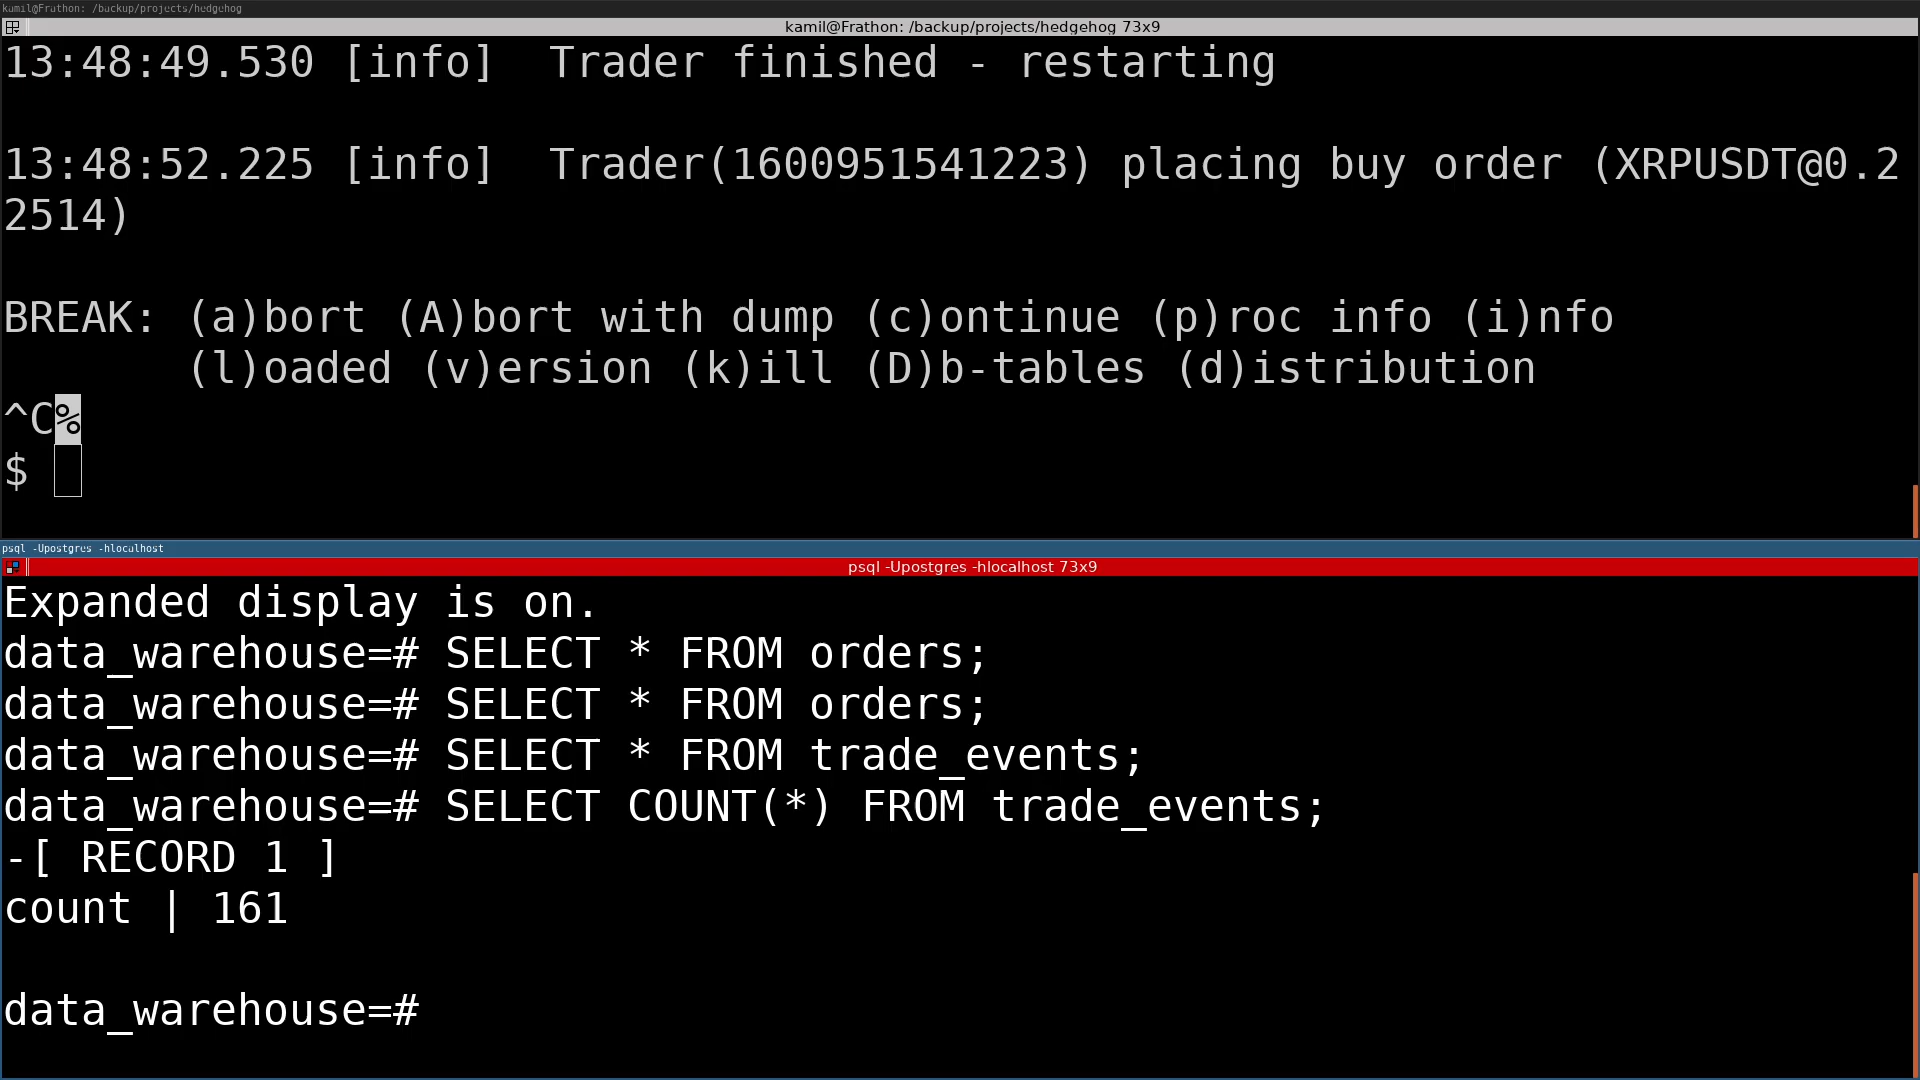 kamil@Frathon: /backup/projects/hedgehog
kamil@Frathon: /backup/projects/hedgehog 73x9
13:48:49.530 [info]  Trader finished - restarting
13:48:52.225 [info]  Trader(1600951541223) placing buy order (XRPUSDT@0.2
2514)
BREAK: (a)bort (A)bort with dump (c)ontinue (p)roc info (i)nfo
       (l)oaded (v)ersion (k)ill (D)b-tables (d)istribution
^C%
$
psql -Upostgres -hlocalhost
psql -Upostgres -hlocalhost 73x9
Expanded display is on.
data_warehouse=# SELECT * FROM orders;
data_warehouse=# SELECT * FROM orders;
data_warehouse=# SELECT * FROM trade_events;
data_warehouse=# SELECT COUNT(*) FROM trade_events;
-[ RECORD 1 ]
count | 161
data_warehouse=#